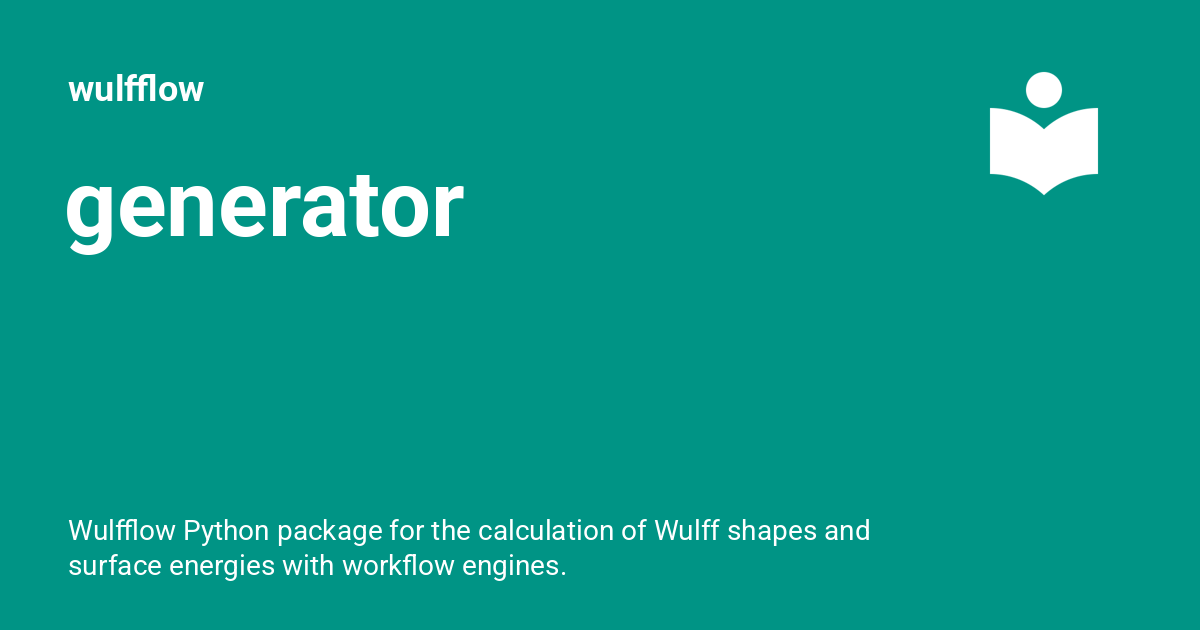 wulfflow
generator
Wulfflow Python package for the calculation of Wulff shapes and
surface energies with workflow engines.